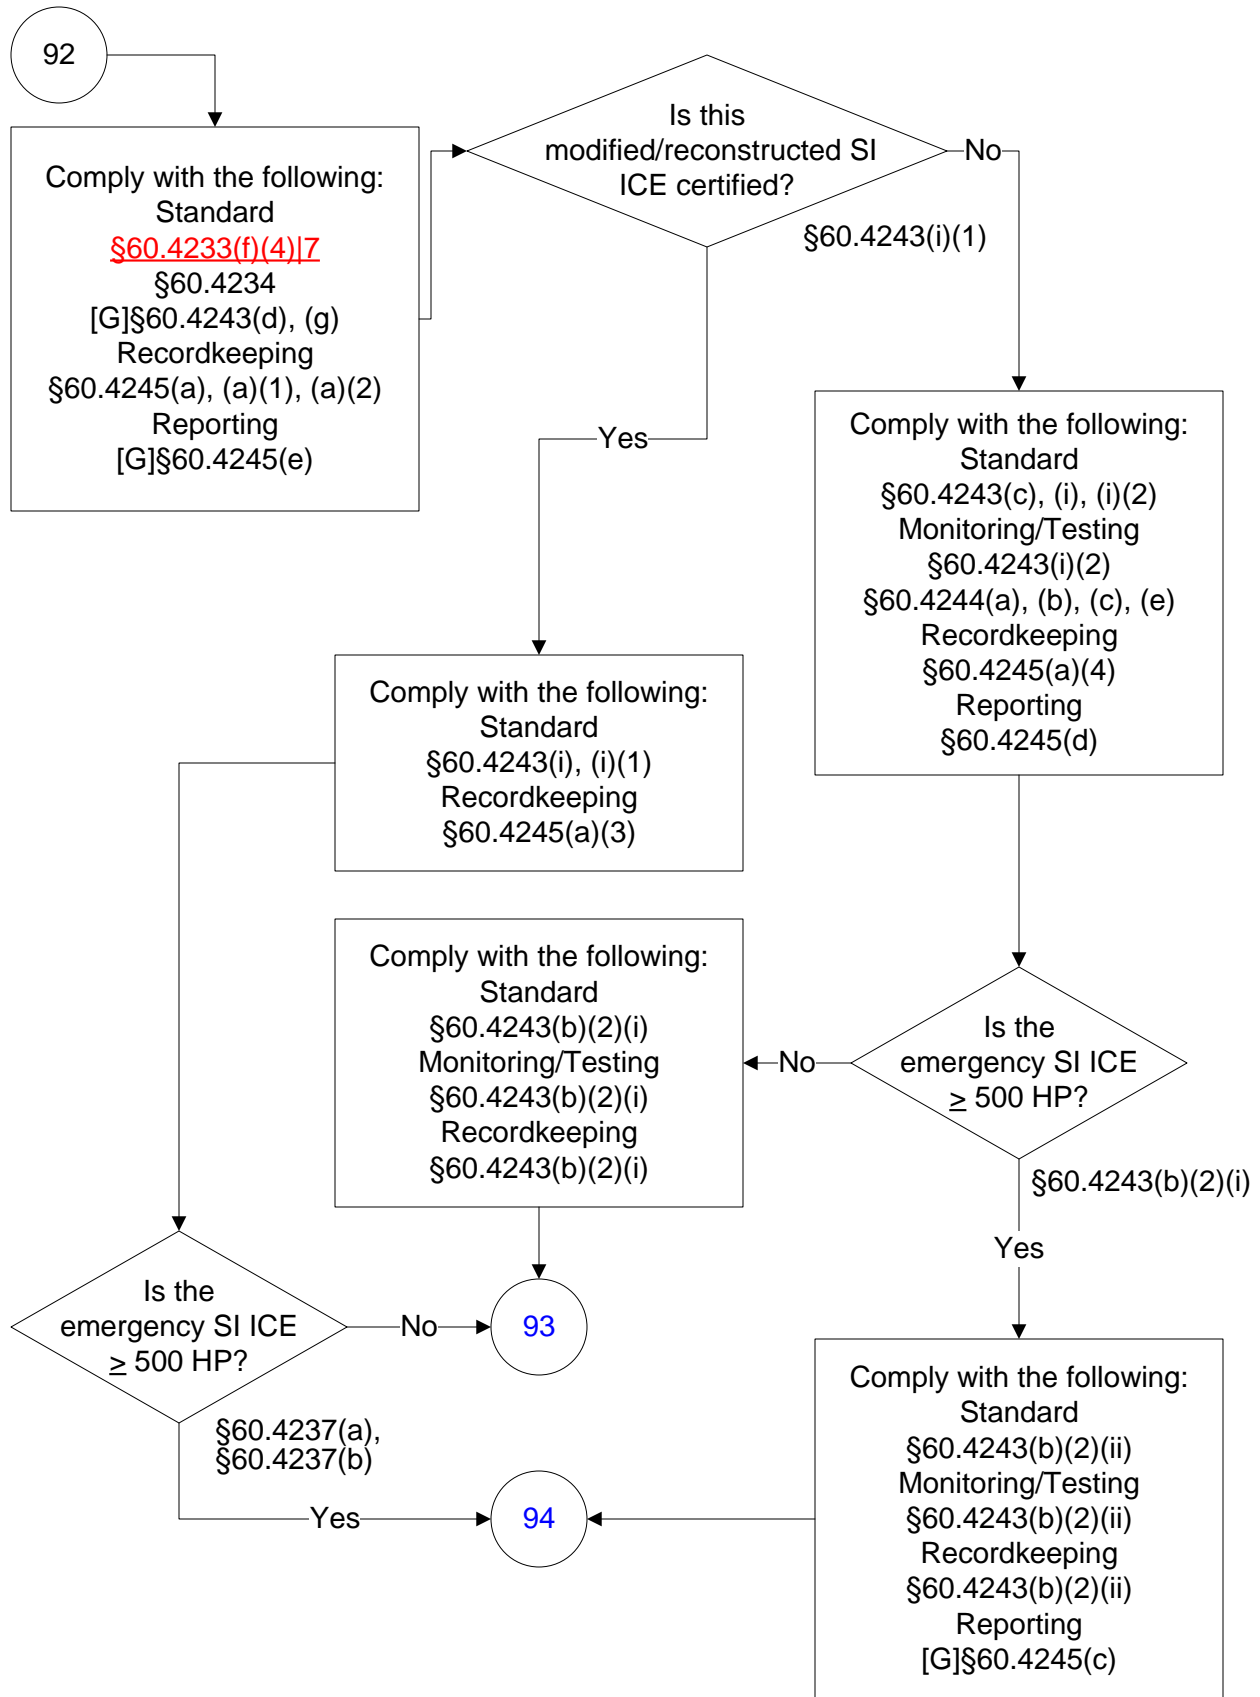 92
Comply with the following:
Standard
§60.4233(f)(4)|7
§60.4234
[G]§60.4243(d), (g)
Recordkeeping
§60.4245(a), (a)(1), (a)(2)
Reporting
[G]§60.4245(e)
Is this
modified/reconstructed SI
ICE certified?
No
§60.4243(i)(1)
Yes
Comply with the following:
Standard
§60.4243(c), (i), (i)(2)
Monitoring/Testing
§60.4243(i)(2)
§60.4244(a), (b), (c), (e)
Recordkeeping
§60.4245(a)(4)
Reporting
§60.4245(d)
Comply with the following:
Standard
§60.4243(i), (i)(1)
Recordkeeping
§60.4245(a)(3)
Comply with the following:
Standard
§60.4243(b)(2)(i)
Monitoring/Testing
§60.4243(b)(2)(i)
Recordkeeping
§60.4243(b)(2)(i)
No
Is the
emergency SI ICE
≥ 500 HP?
§60.4243(b)(2)(i)
Yes
Is the
emergency SI ICE
≥ 500 HP?
No
93
§60.4237(a),
§60.4237(b)
Yes
94
Comply with the following:
Standard
§60.4243(b)(2)(ii)
Monitoring/Testing
§60.4243(b)(2)(ii)
Recordkeeping
§60.4243(b)(2)(ii)
Reporting
[G]§60.4245(c)